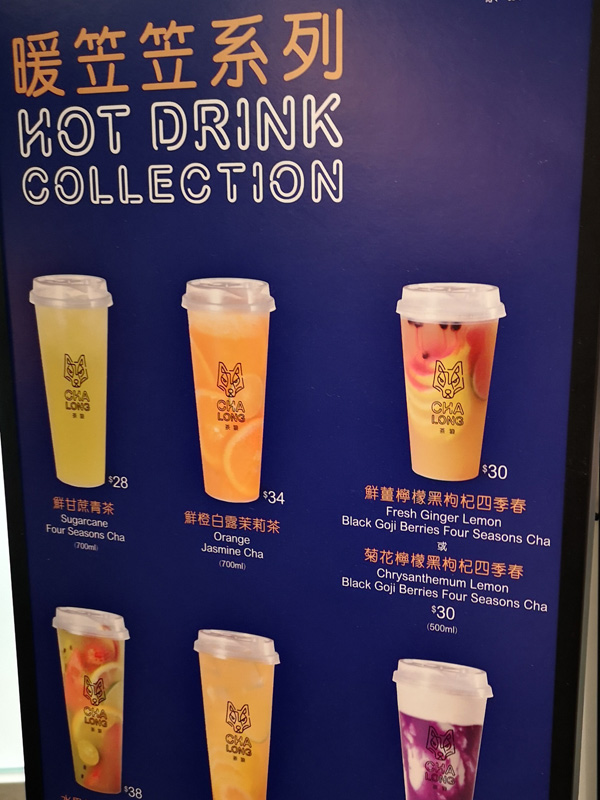 暖笠笠系列
HOT DRINK
COLLECTION
CHA
LONG
茶囖
$28
鮮甘蔗青茶
Sugarcane
Four Seasons Cha
(700ml)
CHA
LONG
$34
鮮橙白露茉莉茶
Orange
Jasmine Cha
(700ml)
CHA
LONG
$30
鮮薑檸檬黑枸杞四季春
Fresh Ginger Lemon
Black Goji Berries Four Seasons Cha
或
菊花檸檬黑枸杞四季春
Chrysanthemum Lemon
Black Goji Berries Four Seasons Cha
$30
(500ml)
CHA
LONG
$38
CHA
LONG
CHA
LONG